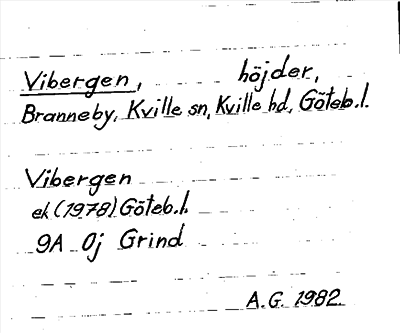 Vibergen, höjder,
Branneby, Kville sn, Kville hd, Göteb.l.
Vibergen
ek (1978) Göteb.l.
9A 0j Grind
A.G. 1982.